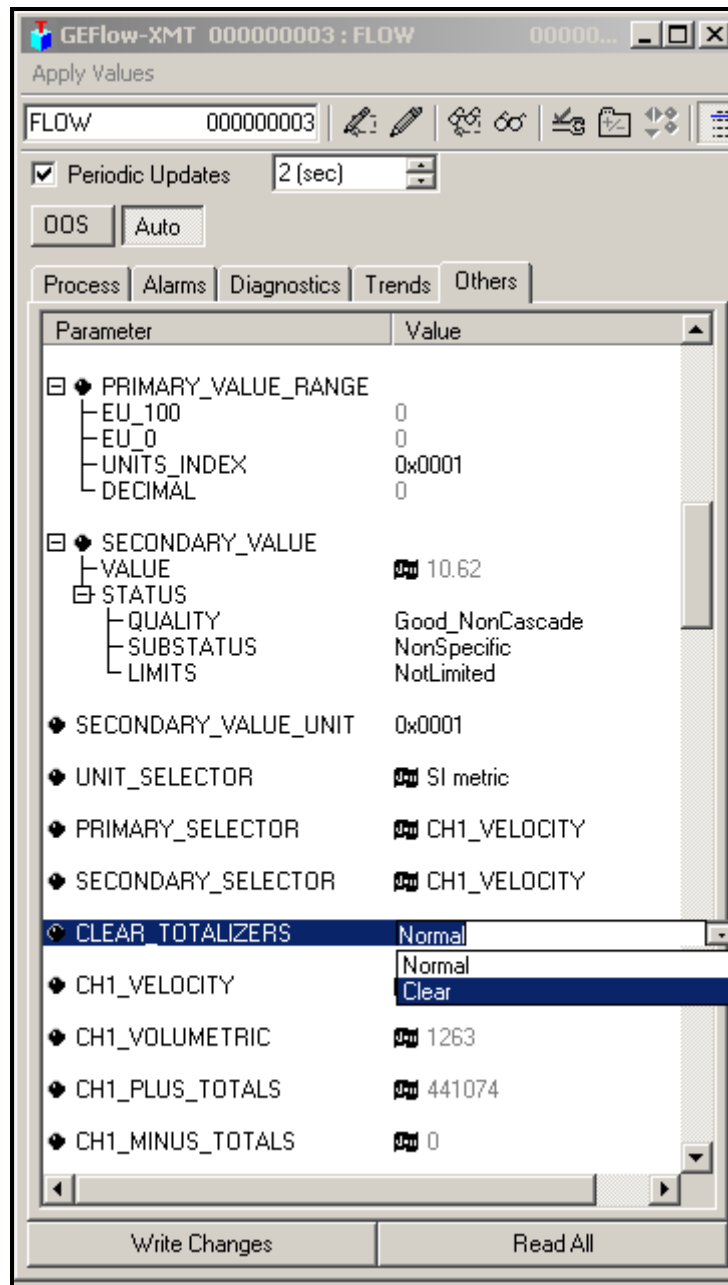 GEFlow-XMT 000000003 : FLOW 00000...
Apply Values
FLOW 000000003
Periodic Updates 2 (sec)
OOS Auto
Process Alarms Diagnostics Trends Others
Parameter Value
PRIMARY_VALUE_RANGE
EU_100 0
EU_0 0
UNITS_INDEX 0x0001
DECIMAL 0
SECONDARY_VALUE
VALUE 10.62
STATUS
QUALITY Good_NonCascade
SUBSTATUS NonSpecific
LIMITS NotLimited
SECONDARY_VALUE_UNIT 0x0001
UNIT_SELECTOR SI metric
PRIMARY_SELECTOR CH1_VELOCITY
SECONDARY_SELECTOR CH1_VELOCITY
CLEAR_TOTALIZERS Normal
Normal
CH1_VELOCITY Clear
CH1_VOLUMETRIC 1263
CH1_PLUS_TOTALS 441074
CH1_MINUS_TOTALS 0
Write Changes Read All